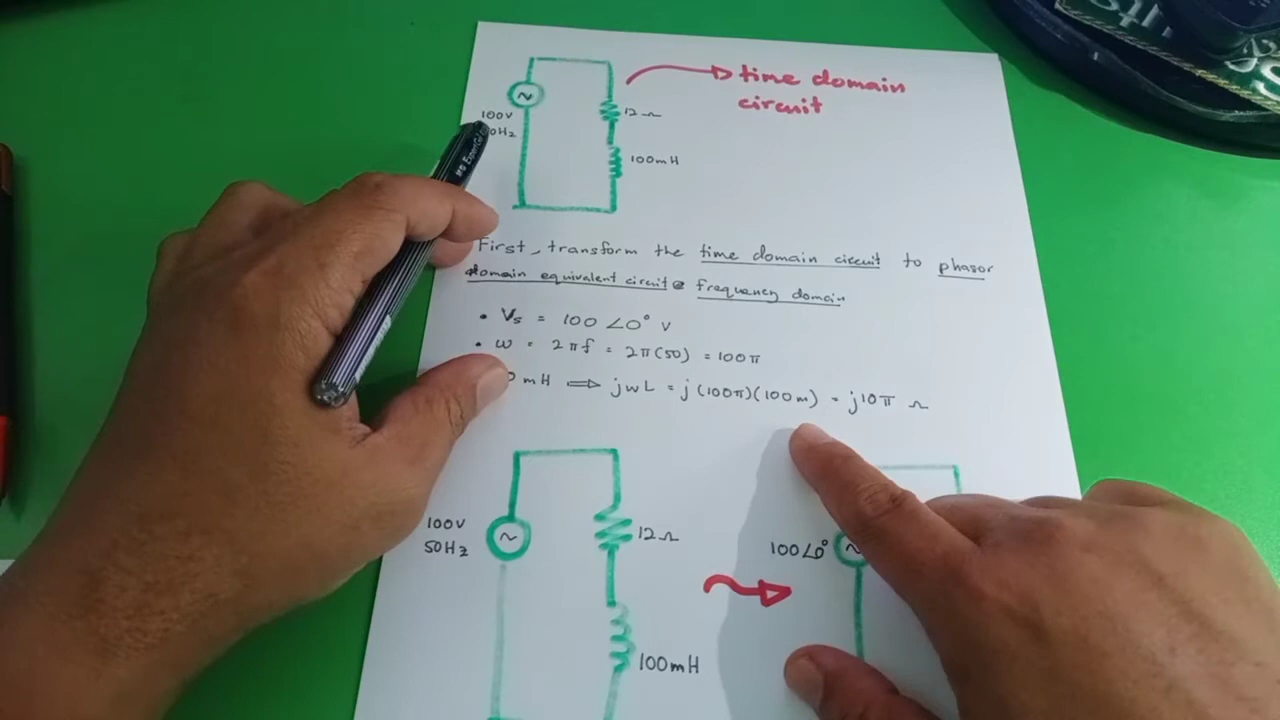 time domain
circuit
100V
50Hz
12Ω
100mH
First, transform the time domain circuit to phasor
domain equivalent circuit @ frequency domain
• Vs = 100 ∠0° V
• ω = 2πf = 2π(50) = 100π
mH ⟹ jωL = j(100π)(100m) = j10π Ω
100V
50Hz
12Ω
100∠0°
100mH